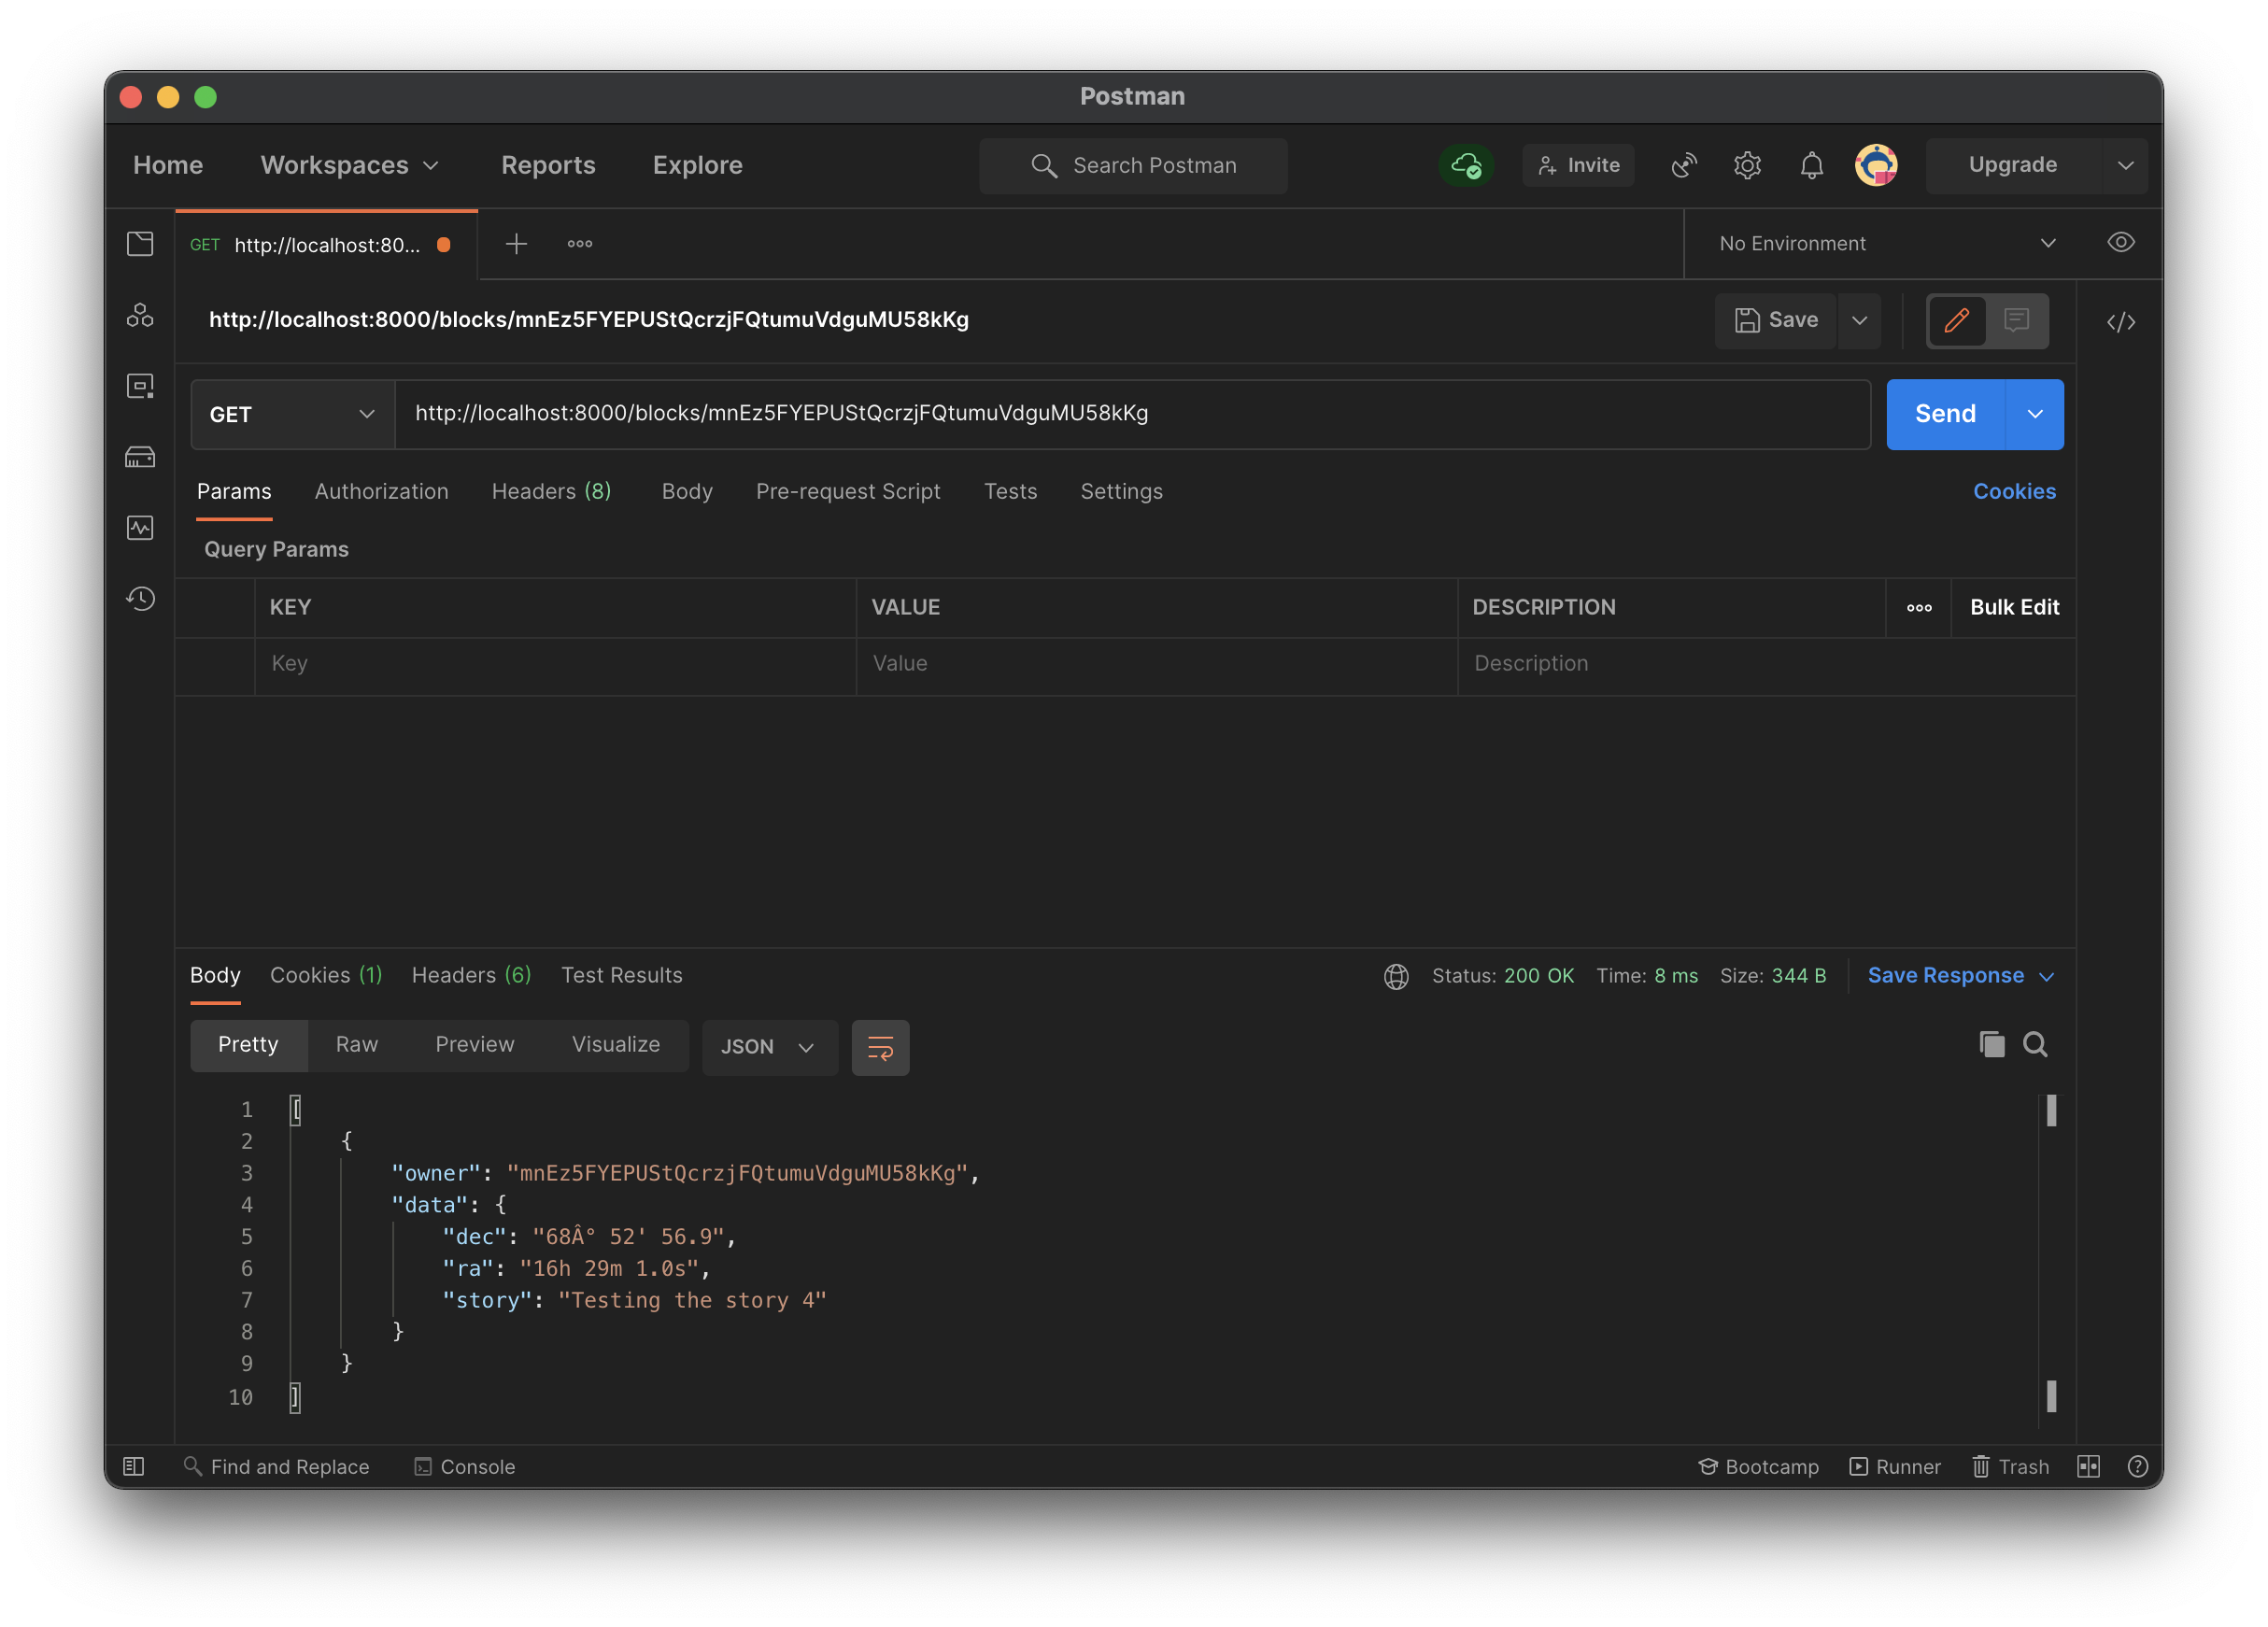 Postman
Home Workspaces Reports Explore Search Postman Invite Upgrade
GET http://localhost:80... No Environment
http://localhost:8000/blocks/mnEz5FYEPUStQcrzjFQtumuVdguMU58kKg Save
GET http://localhost:8000/blocks/mnEz5FYEPUStQcrzjFQtumuVdguMU58kKg Send
Params Authorization Headers (8) Body Pre-request Script Tests Settings Cookies
Query Params
KEY VALUE DESCRIPTION Bulk Edit
Key Value Description
Body Cookies (1) Headers (6) Test Results Status: 200 OK Time: 8 ms Size: 344 B Save Response
Pretty Raw Preview Visualize JSON
1 [
2 {
3 "owner": "mnEz5FYEPUStQcrzjFQtumuVdguMU58kKg",
4 "data": {
5 "dec": "68Â° 52' 56.9",
6 "ra": "16h 29m 1.0s",
7 "story": "Testing the story 4"
8 }
9 }
10 ]
Find and Replace Console Bootcamp Runner Trash